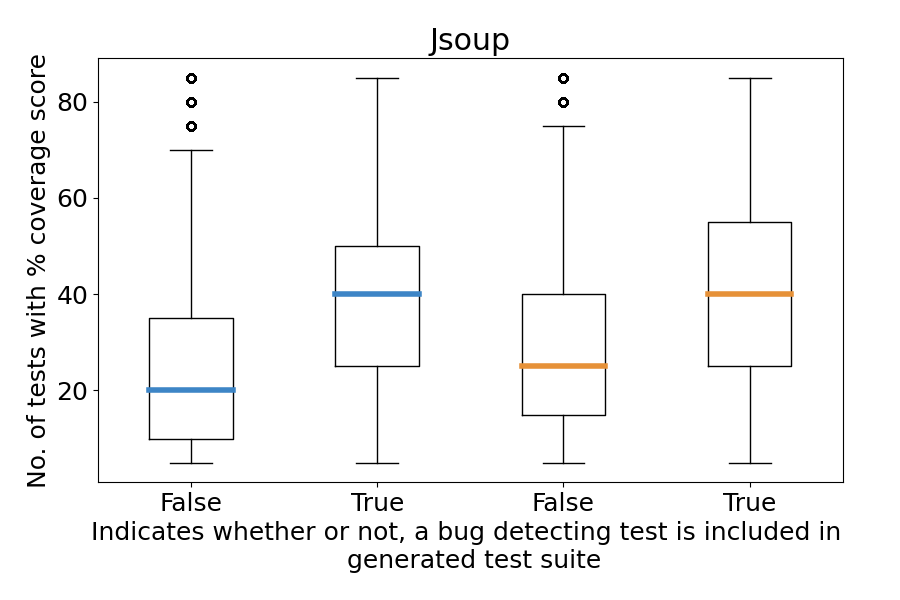 Jsoup
No. of tests with % coverage score
80
60
40
20
False True False True
Indicates whether or not, a bug detecting test is included in
generated test suite